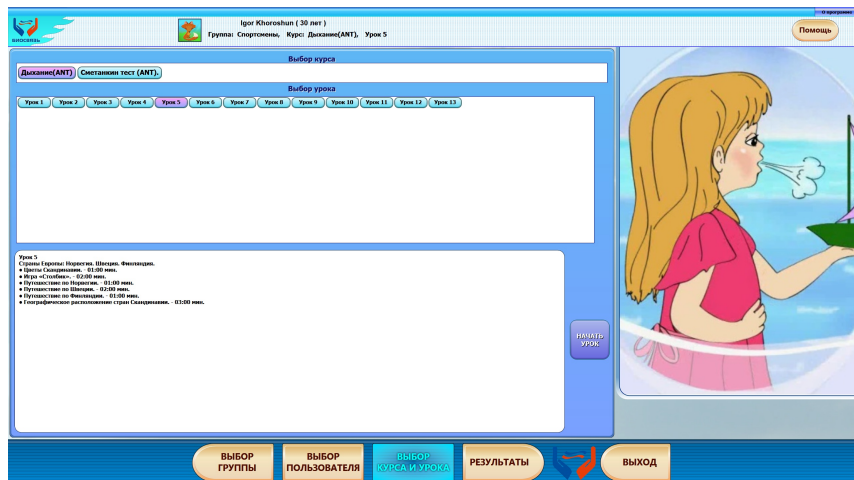 О программе
БИОСВЯЗЬ
Igor Khoroshun ( 30 лет )
Группа: Спортсмены, Курс: Дыхание(ANT), Урок 5
Помощь
Выбор курса
Дыхание(ANT) Сметанкин тест (ANT).
Выбор урока
Урок 1 Урок 2 Урок 3 Урок 4 Урок 5 Урок 6 Урок 7 Урок 8 Урок 9 Урок 10 Урок 11 Урок 12 Урок 13
Урок 5
Страны Европы: Норвегия. Швеция. Финляндия.
● Цветы Скандинавии. - 01:00 мин.
● Игра «Столбик». - 02:00 мин.
● Путешествие по Норвегии. - 01:00 мин.
● Путешествие по Швеции. - 02:00 мин.
● Путешествие по Финляндии. - 01:00 мин.
● Географическое расположение стран Скандинавии. - 03:00 мин.
НАЧАТЬ
УРОК
ВЫБОР
ГРУППЫ
ВЫБОР
ПОЛЬЗОВАТЕЛЯ
ВЫБОР
КУРСА И УРОКА
РЕЗУЛЬТАТЫ
ВЫХОД